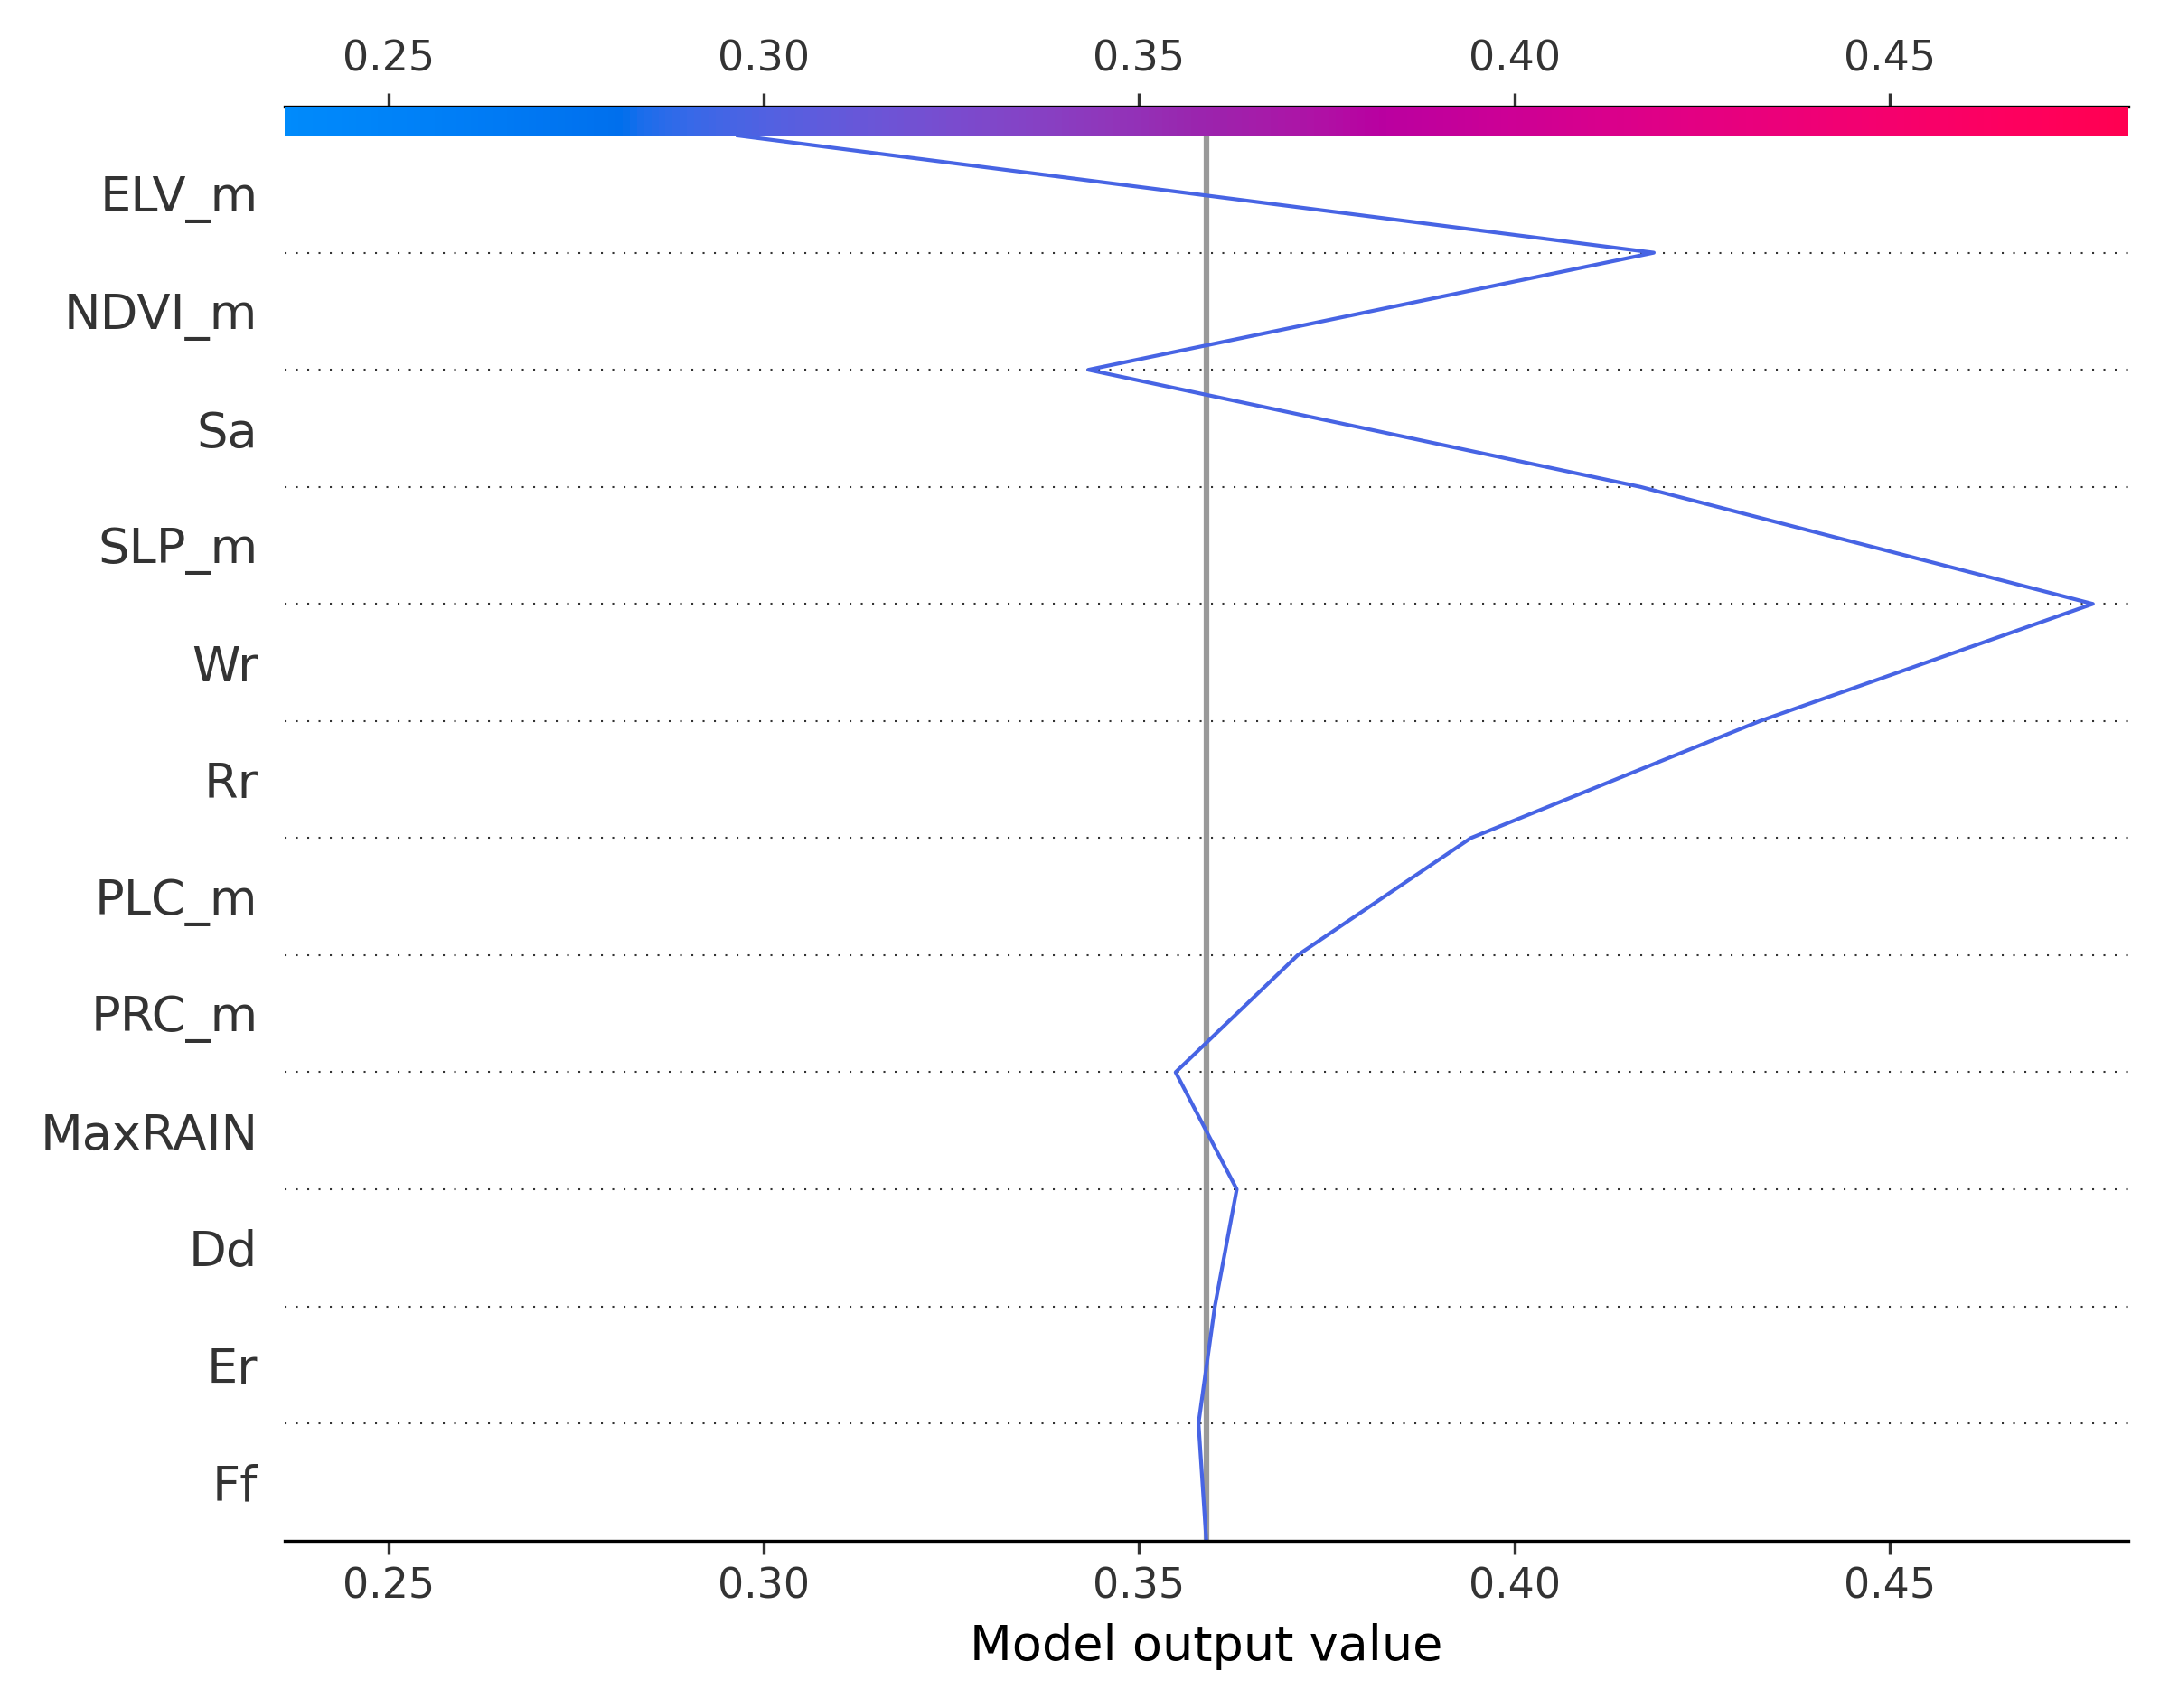 0.25 0.30 0.35 0.40 0.45
ELV_m
NDVI_m
Sa
SLP_m
Wr
Rr
PLC_m
PRC_m
MaxRAIN
Dd
Er
Ff
0.25 0.30 0.35 0.40 0.45
Model output value